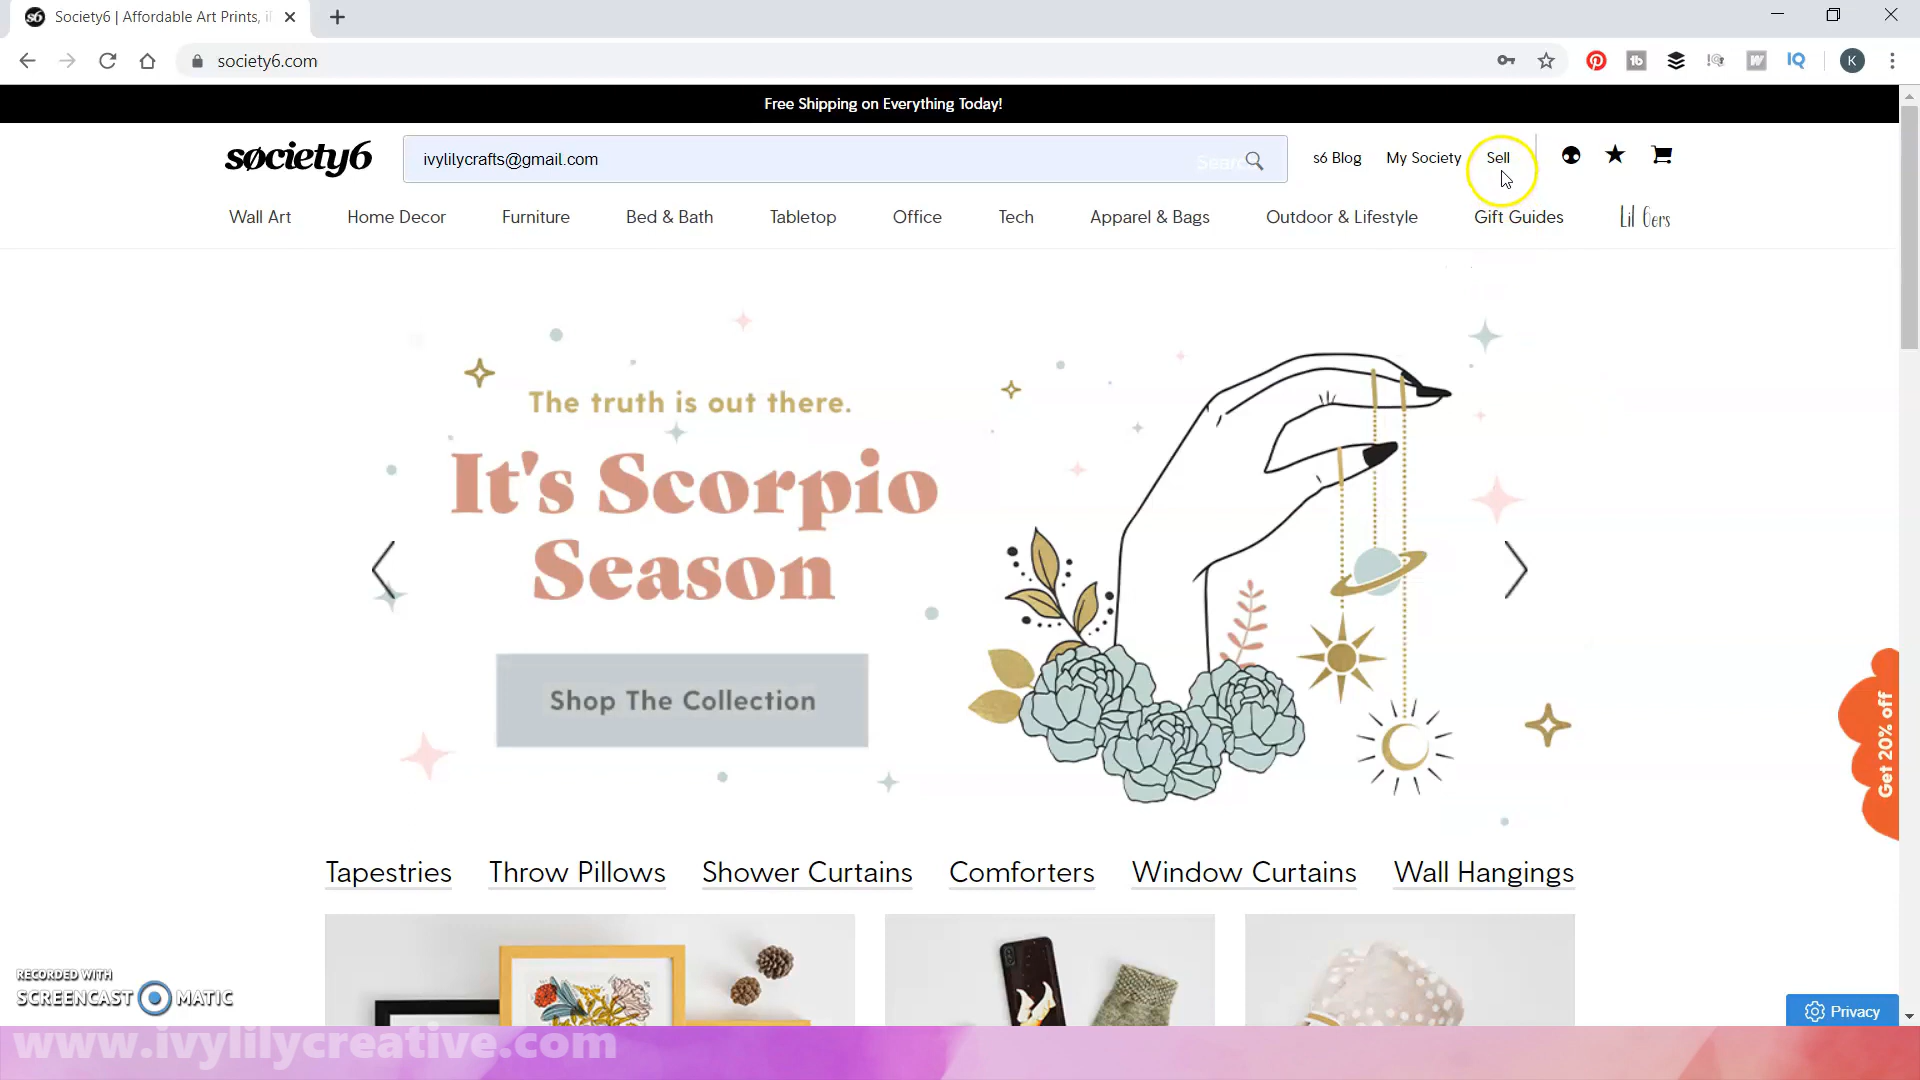 Society6 | Affordable Art Prints, i
society6.com
Free Shipping on Everything Today!
søciety6
ivylilycrafts@gmail.com
Search
s6 Blog
My Society
Sell
Wall Art
Home Decor
Furniture
Bed & Bath
Tabletop
Office
Tech
Apparel & Bags
Outdoor & Lifestyle
Gift Guides
Lil 6ers
The truth is out there.
It's Scorpio
Season
Shop The Collection
Get 20% off
Tapestries
Throw Pillows
Shower Curtains
Comforters
Window Curtains
Wall Hangings
RECORDED WITH
SCREENCAST MATIC
Privacy
www.ivylilycreative.com